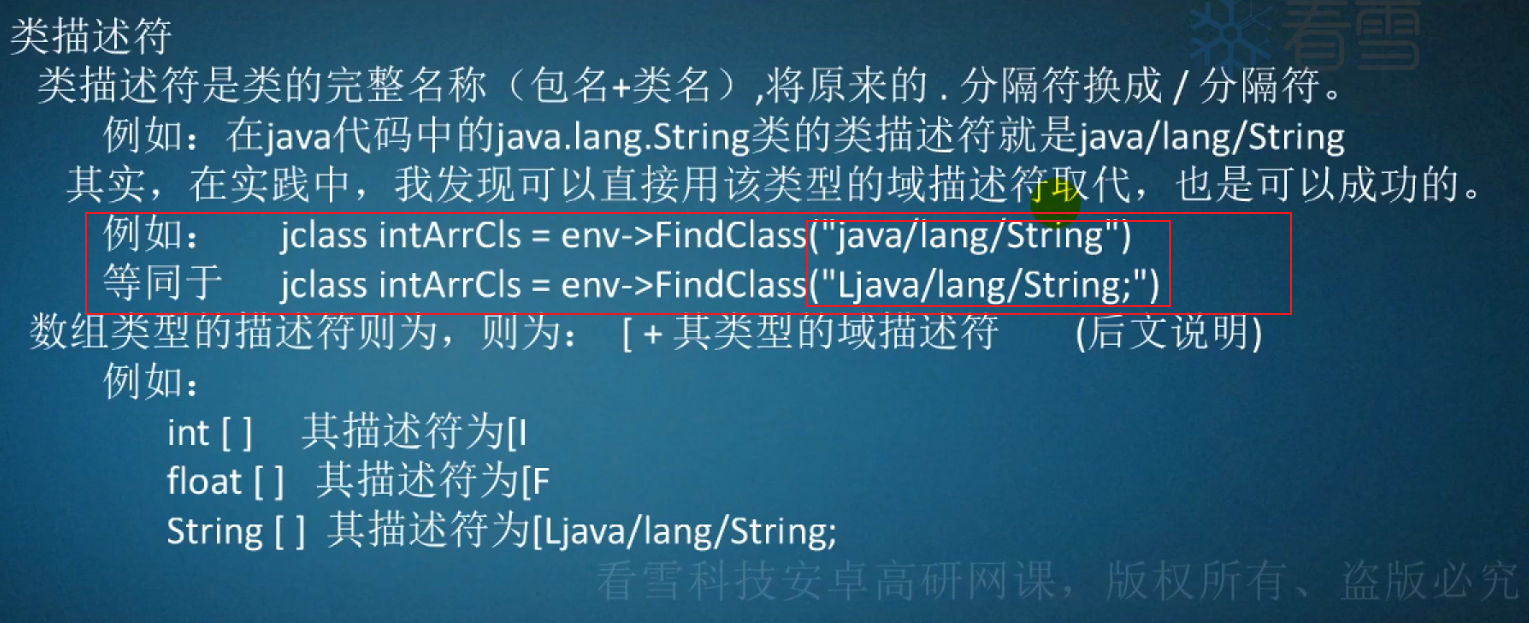 看雪
类描述符
类描述符是类的完整名称（包名+类名）,将原来的 . 分隔符换成 / 分隔符。
例如：在java代码中的java.lang.String类的类描述符就是java/lang/String
其实，在实践中，我发现可以直接用该类型的域描述符取代，也是可以成功的。
例如： jclass intArrCls = env->FindClass("java/lang/String")
等同于 jclass intArrCls = env->FindClass("Ljava/lang/String;")
数组类型的描述符则为，则为： [ + 其类型的域描述符 (后文说明)
例如：
int [ ] 其描述符为[I
float [ ] 其描述符为[F
String [ ] 其描述符为[Ljava/lang/String;
看雪科技安卓高研网课，版权所有、盗版必究